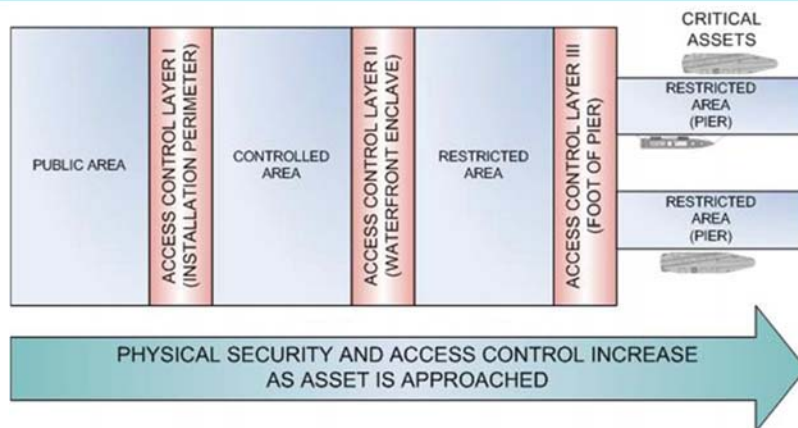 CRITICAL
ASSETS
PUBLIC AREA
ACCESS CONTROL LAYER I
(INSTALLATION PERIMETER)
CONTROLLED
AREA
ACCESS CONTROL LAYER II
(WATERFRONT ENCLAVE)
RESTRICTED
AREA
ACCESS CONTROL LAYER III
(FOOT OF PIER)
RESTRICTED
AREA
(PIER)
RESTRICTED
AREA
(PIER)
PHYSICAL SECURITY AND ACCESS CONTROL INCREASE
AS ASSET IS APPROACHED